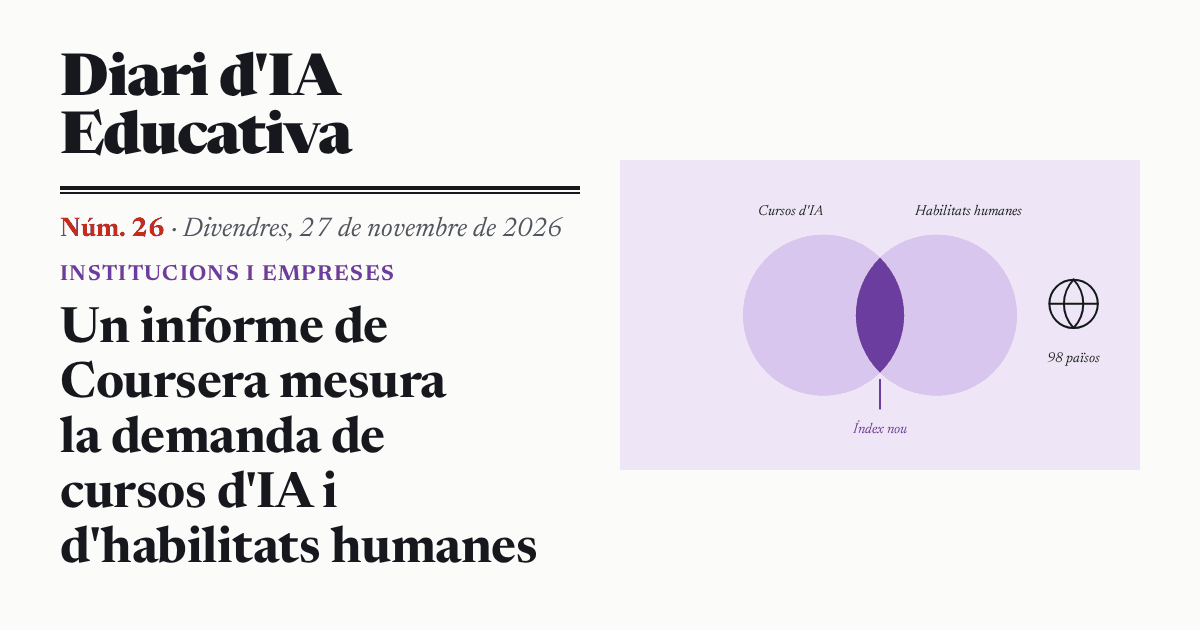 Diari d'IA
Educativa
Núm. 26 · Divendres, 27 de novembre de 2026
INSTITUCIONS I EMPRESES
Un informe de
Coursera mesura
la demanda de
cursos d'IA i
d'habilitats humanes
Cursos d'IA
Habilitats humanes
98 països
Índex nou